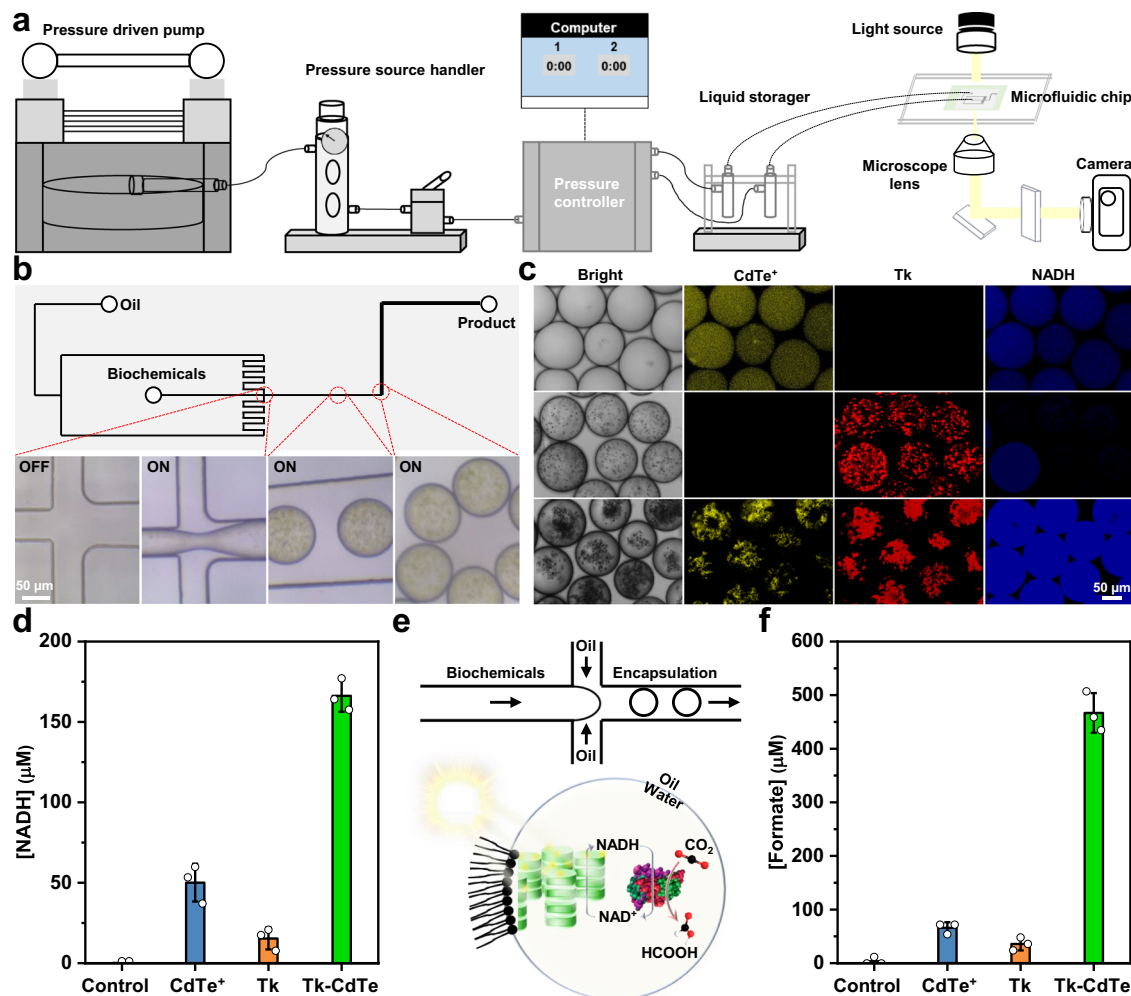 a
Pressure driven pump
Pressure source handler
Computer
1 2
0:00 0:00
Pressure
controller
Liquid storager
Light source
Microfluidic chip
Microscope
lens
Camera
b
Oil
Product
Biochemicals
OFF
ON
ON
ON
50 μm
c
Bright
CdTe⁺
Tk
NADH
50 μm
d
[NADH] (μM)
200
150
100
50
0
Control
CdTe⁺
Tk
Tk-CdTe
e
Oil
Biochemicals
Encapsulation
Oil
Oil
Water
NADH
CO₂
NAD⁺
HCOOH
f
[Formate] (μM)
600
500
400
300
200
100
0
Control
CdTe⁺
Tk
Tk-CdTe